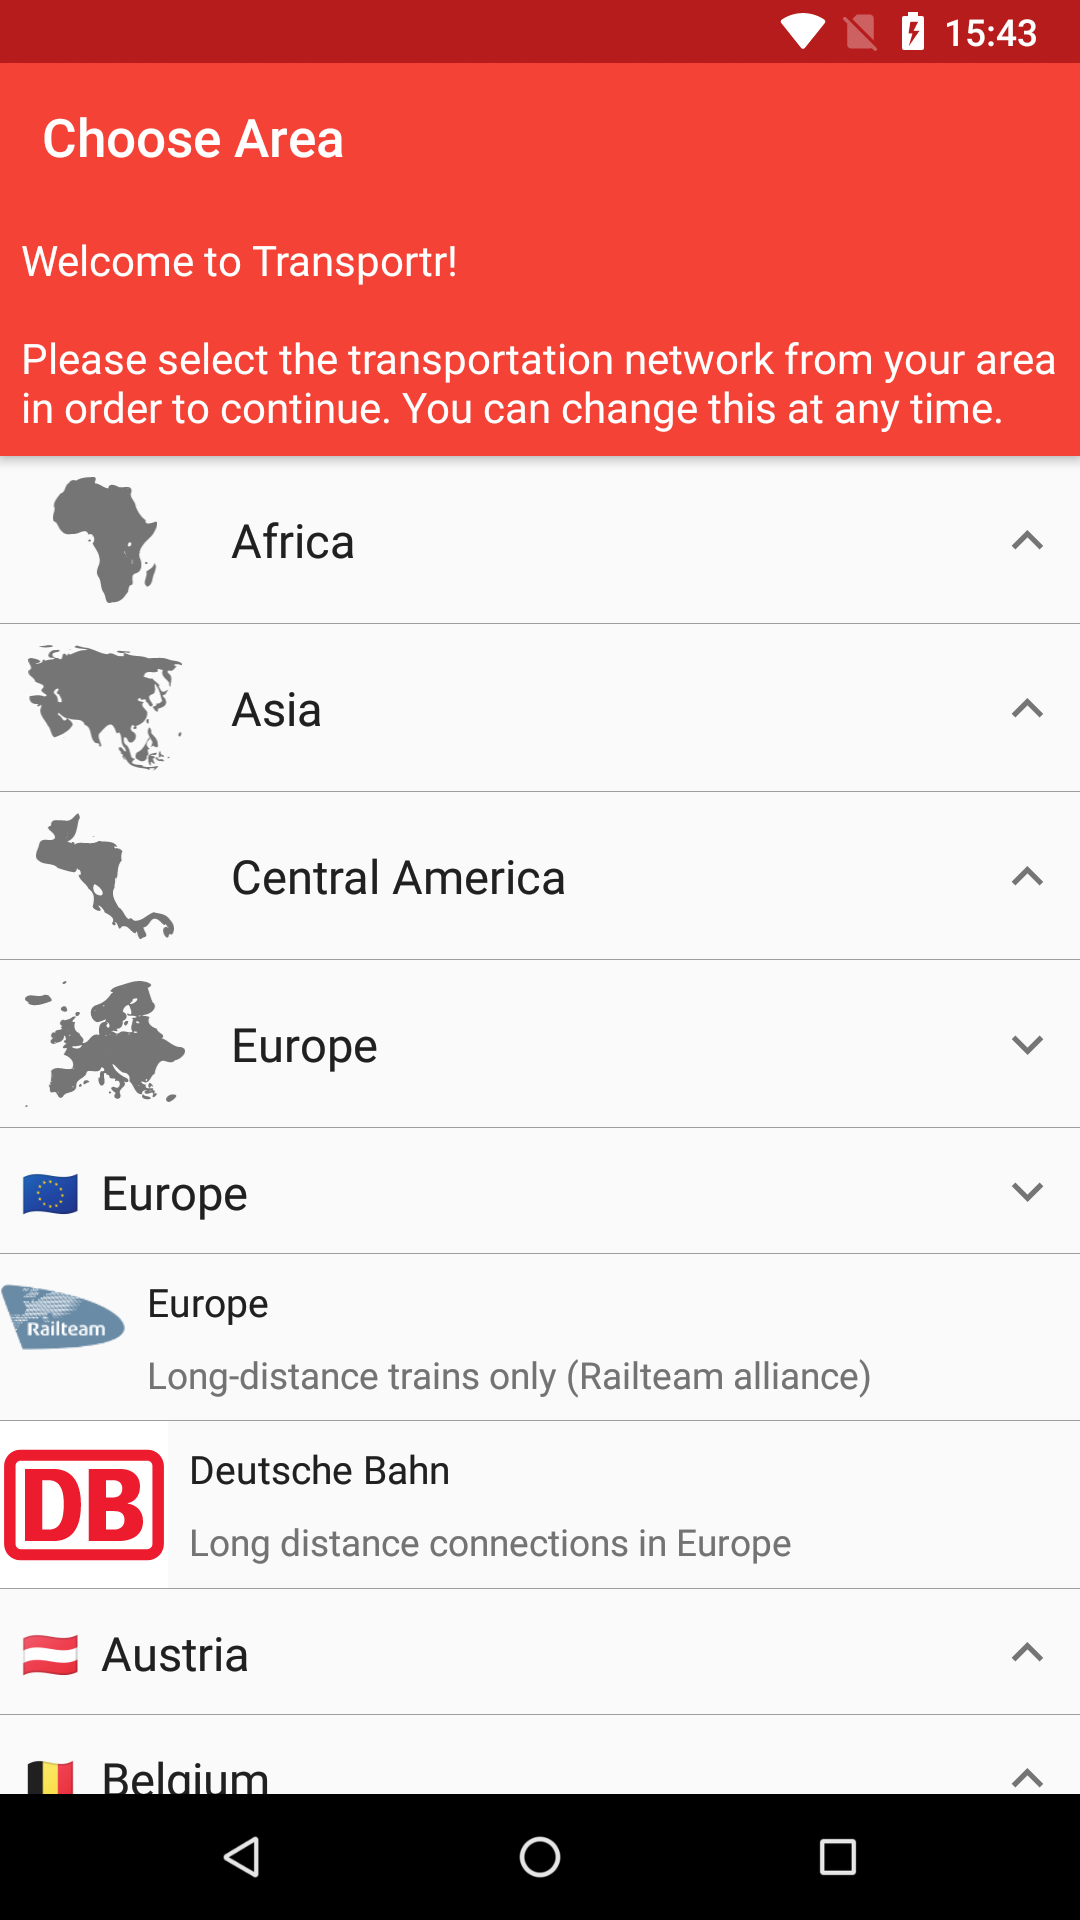 15:43
Choose Area
Welcome to Transportr!
Please select the transportation network from your area
in order to continue. You can change this at any time.
Africa
Asia
Central America
Europe
Europe
Railteam
Europe
Long-distance trains only (Railteam alliance)
DB
Deutsche Bahn
Long distance connections in Europe
Austria
Belgium